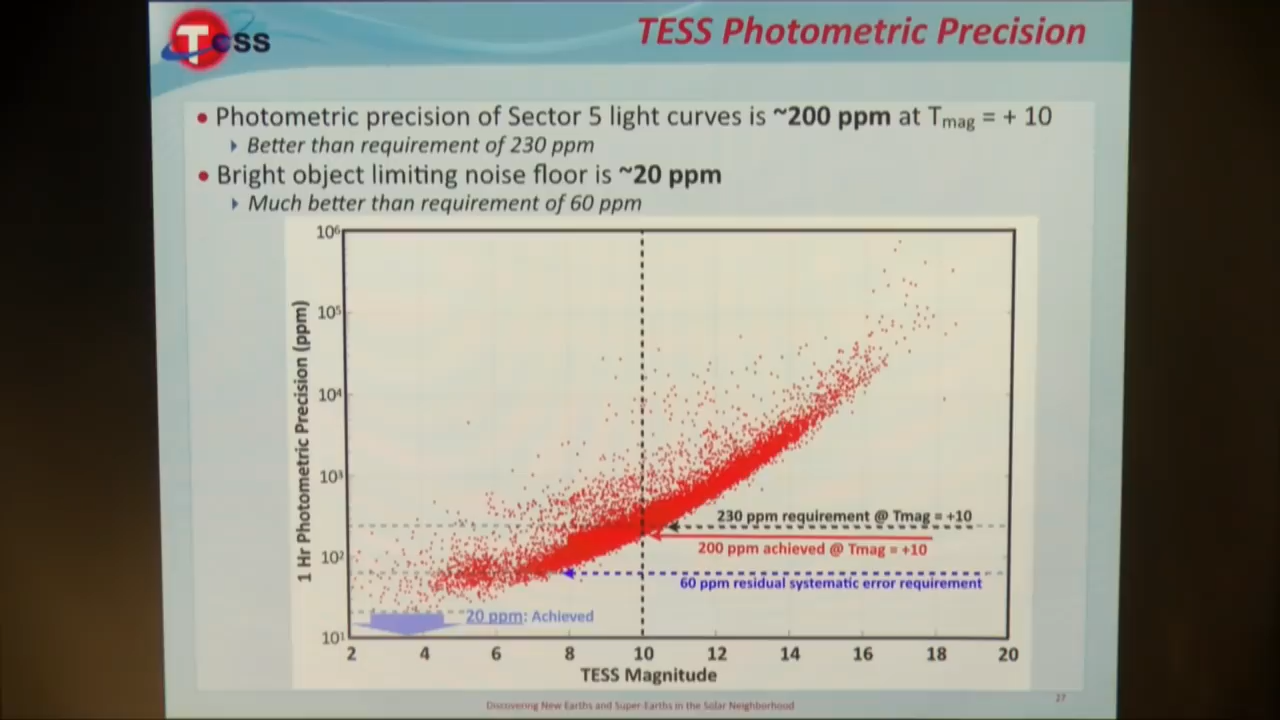 Tess
TESS Photometric Precision
• Photometric precision of Sector 5 light curves is ~200 ppm at Tmag = + 10
Better than requirement of 230 ppm
• Bright object limiting noise floor is ~20 ppm
Much better than requirement of 60 ppm
10⁶
10⁵
10⁴
10³
10²
10¹
1 Hr Photometric Precision (ppm)
230 ppm requirement @ Tmag = +10
200 ppm achieved @ Tmag = +10
60 ppm residual systematic error requirement
20 ppm: Achieved
2 4 6 8 10 12 14 16 18 20
TESS Magnitude
Discovering New Earths and Super-Earths in the Solar Neighborhood
27